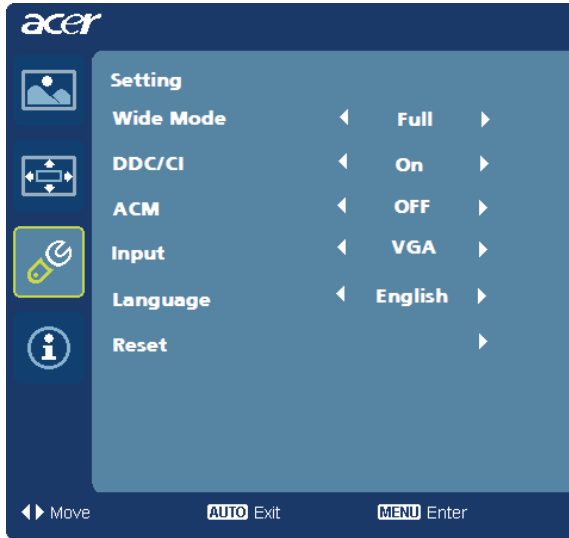 acer
Setting
Wide Mode Full
DDC/CI On
ACM OFF
Input VGA
Language English
Reset
Move AUTO Exit MENU Enter